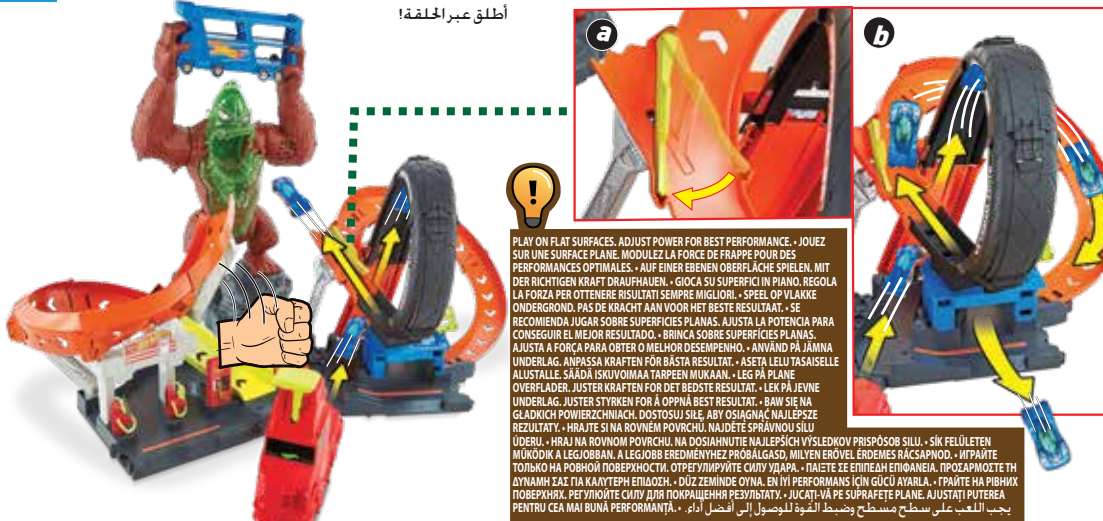 أطلق عبر الحلقة!
a
b
PLAY ON FLAT SURFACES. ADJUST POWER FOR BEST PERFORMANCE. • JOUEZ
SUR UNE SURFACE PLANE. MODULEZ LA FORCE DE FRAPPE POUR DES
PERFORMANCES OPTIMALES. • AUF EINER EBENEN OBERFLÄCHE SPIELEN. MIT
DER RICHTIGEN KRAFT DRAUFHAUEN. • GIOCA SU SUPERFICI IN PIANO. REGOLA
LA FORZA PER OTTENERE RISULTATI SEMPRE MIGLIORI. • SPEEL OP VLAKKE
ONDERGROND. PAS DE KRACHT AAN VOOR HET BESTE RESULTAAT. • SE
RECOMIENDA JUGAR SOBRE SUPERFICIES PLANAS. AJUSTA LA POTENCIA PARA
CONSEGUIR EL MEJOR RESULTADO. • BRINCA SOBRE SUPERFÍCIES PLANAS.
AJUSTA A FORÇA PARA OBTER O MELHOR DESEMPENHO. • ANVÄND PÅ JÄMNA
UNDERLAG. ANPASSA KRAFTEN FÖR BÄSTA RESULTAT. • ASETA LELU TASAISELLE
ALUSTALLE. SÄÄDÄ ISKUVOIMAA TARPEEN MUKAAN. • LEG PÅ PLANE
OVERFLADER. JUSTER KRAFTEN FOR DET BEDSTE RESULTAT. • LEK PÅ JEVNE
UNDERLAG. JUSTER STYRKEN FOR Å OPPNÅ BEST RESULTAT. • BAW SIĘ NA
GŁADKICH POWIERZCHNIACH. DOSTOSUJ SIŁĘ, ABY OSIĄGNĄĆ NAJLEPSZE
REZULTATY. • HRAJTE SI NA ROVNÉM POVRCHU. NAJDĚTE SPRÁVNOU SÍLU
ÚDERU. • HRAJ NA ROVNOM POVRCHU. NA DOSIAHNUTIE NAJLEPŠÍCH VÝSLEDKOV PRISPÔSOB SILU. • SÍK FELÜLETEN
MŰKÖDIK A LEGJOBBAN. A LEGJOBB EREDMÉNYHEZ PRÓBÁLGASD, MILYEN ERŐVEL ÉRDEMES RÁCSAPNOD. • ИГРАЙТЕ
ТОЛЬКО НА РОВНОЙ ПОВЕРХНОСТИ. ОТРЕГУЛИРУЙТЕ СИЛУ УДАРА. • ΠΑΙΞΤΕ ΣΕ ΕΠΙΠΕΔΗ ΕΠΙΦΑΝΕΙΑ. ΠΡΟΣΑΡΜΟΣΤΕ ΤΗ
ΔΥΝΑΜΗ ΣΑΣ ΓΙΑ ΚΑΛΥΤΕΡΗ ΕΠΙΔΟΣΗ. • DÜZ ZEMİNDE OYNA. EN İYİ PERFORMANS İÇİN GÜCÜ AYARLA. • ГРАЙТЕ НА РІВНИХ
ПОВЕРХНЯХ. РЕГУЛЮЙТЕ СИЛУ ДЛЯ ПОКРАЩЕННЯ РЕЗУЛЬТАТУ. • JUCAȚI-VĂ PE SUPRAFEȚE PLANE. AJUSTAȚI PUTEREA
PENTRU CEA MAI BUNĂ PERFORMANȚĂ. • يجب اللعب على سطح مسطح وضبط القوة للوصول إلى أفضل أداء.